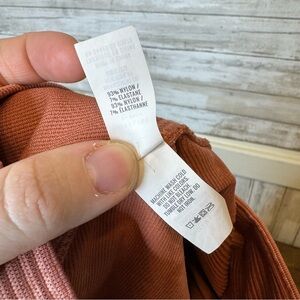 93% NYLON /
7% ELASTANE
93% NYLON /
7% ELASTHANNE
MACHINE WASH COLD
WITH LIKE COLORS.
DO NOT BLEACH.
TUMBLE DRY LOW. DO
NOT IRON.